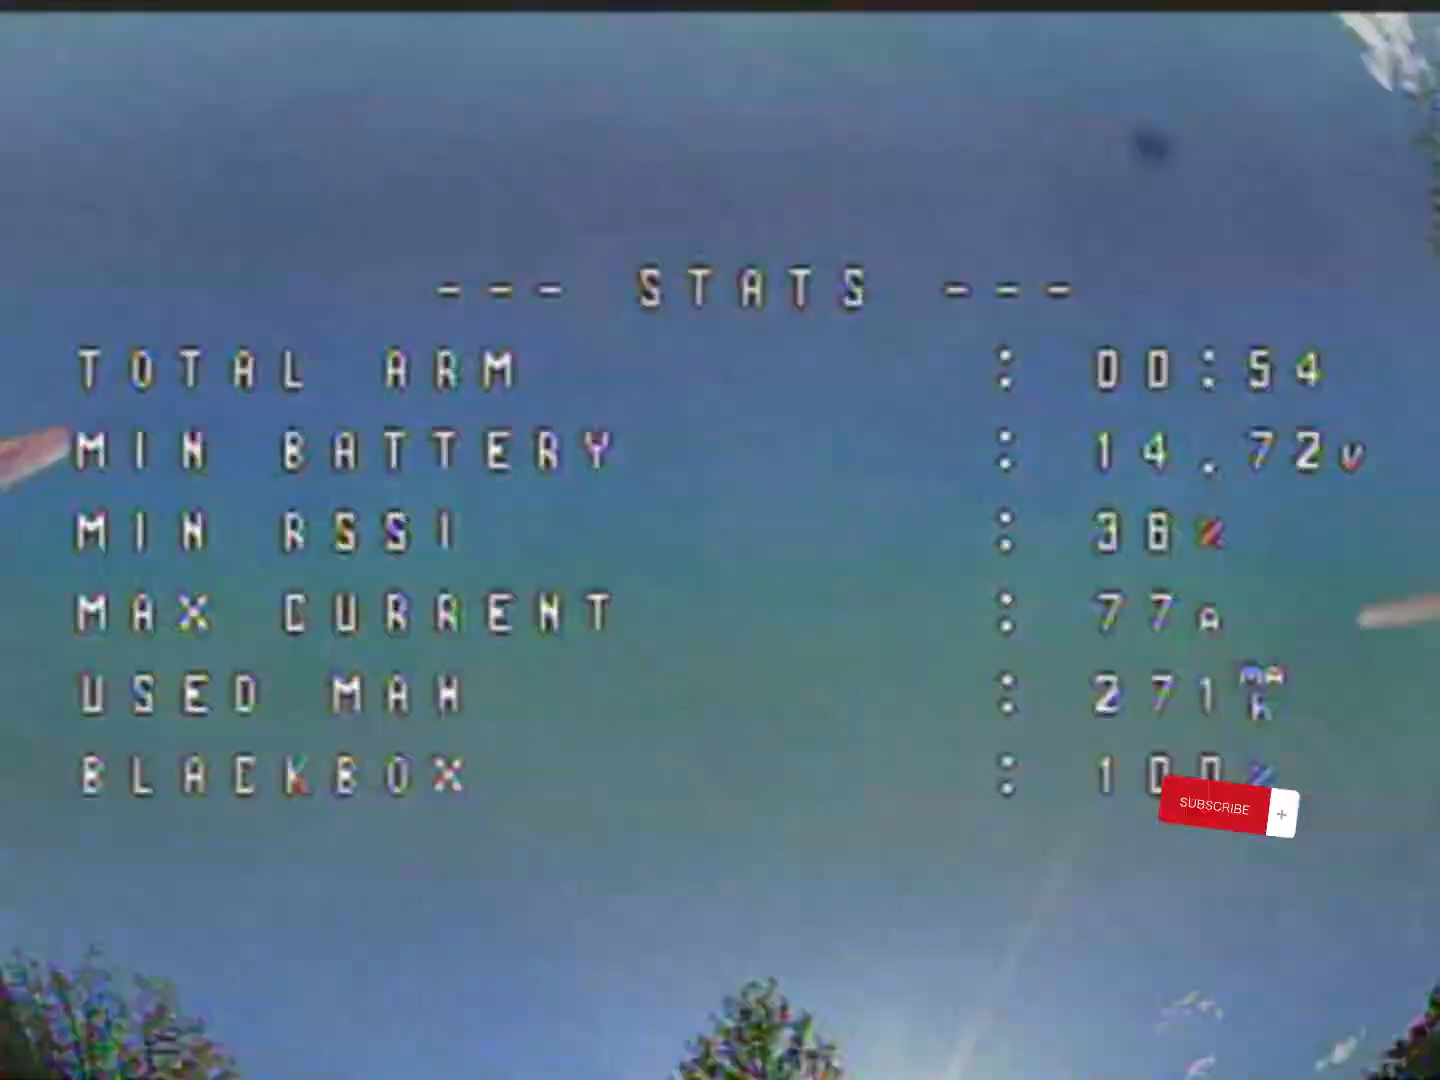 --- STATS ---
TOTAL ARM : 00:54
MIN BATTERY : 14.72V
MIN RSSI : 38%
MAX CURRENT : 77A
USED MAH : 271mAh
BLACKBOX : 100%
SUBSCRIBE +